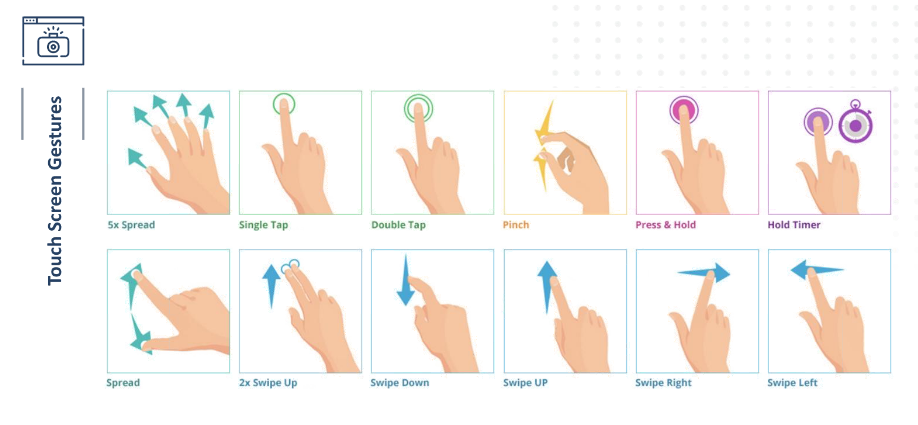 Touch Screen Gestures
5x Spread
Single Tap
Double Tap
Pinch
Press & Hold
Hold Timer
Spread
2x Swipe Up
Swipe Down
Swipe UP
Swipe Right
Swipe Left